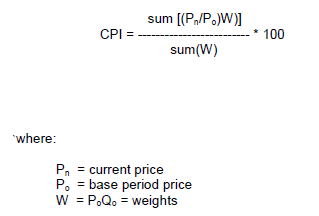 sum [(Pₙ/Pₒ)W)]
CPI = -------------------------- * 100
sum(W)
`where:
Pₙ = current price
Pₒ = base period price
W = PₒQₒ = weights